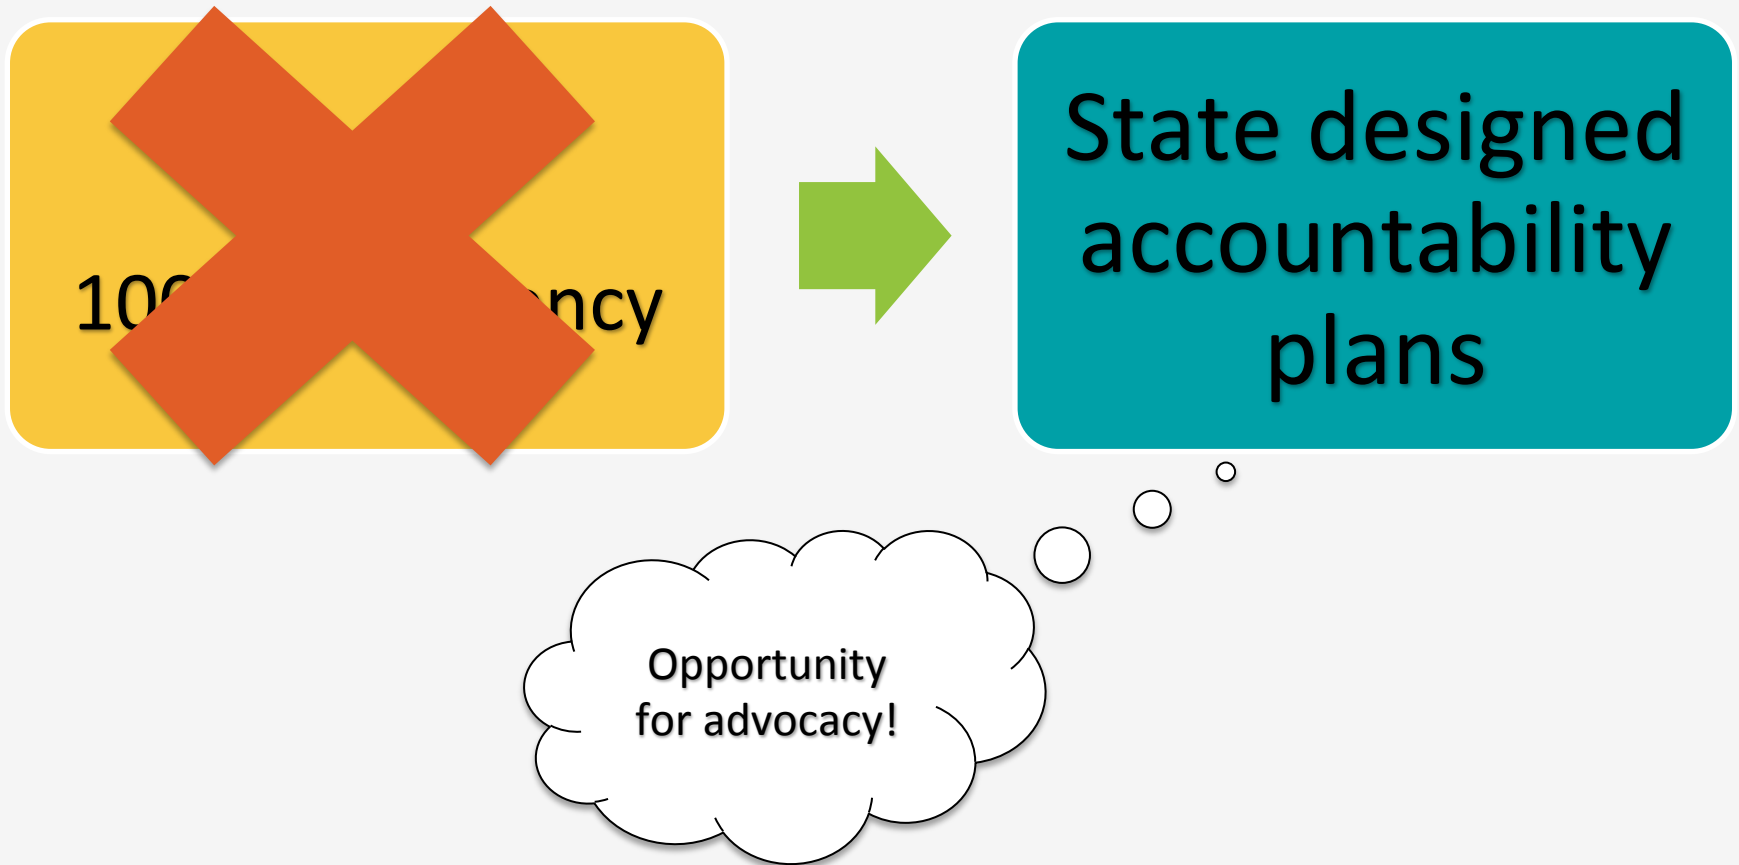 State designed
accountability
plans
Opportunity
for advocacy!